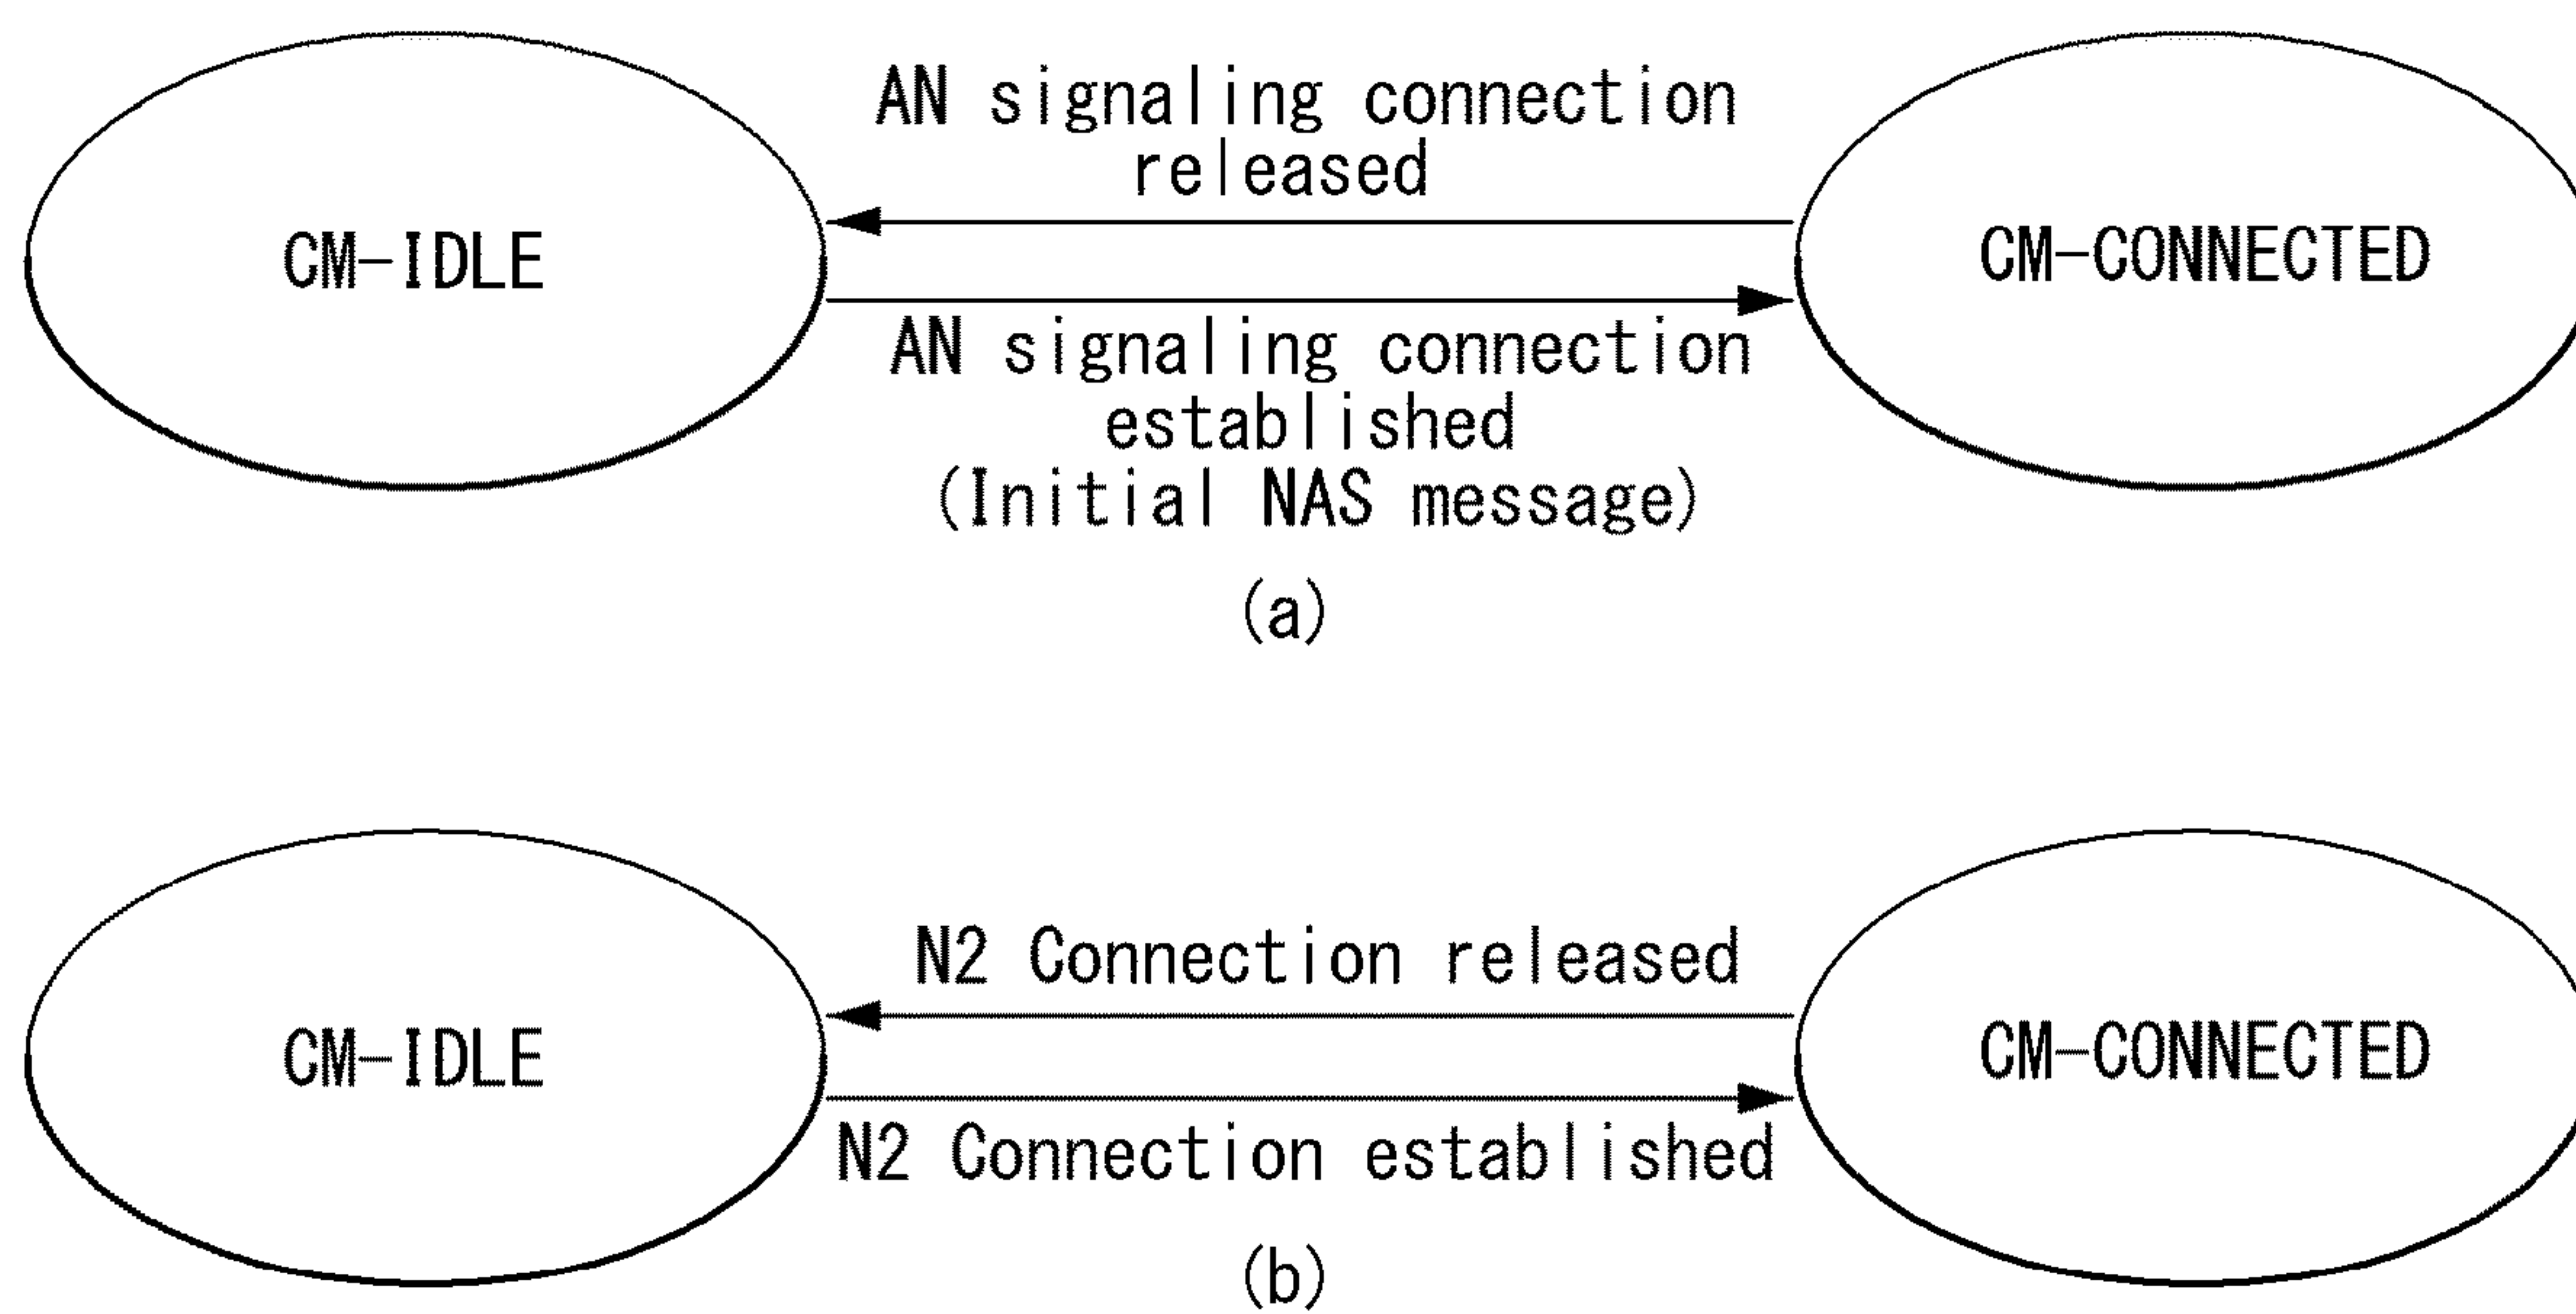 AN signaling connection
released
CM-IDLE
CM-CONNECTED
AN signaling connection
established
(Initial NAS message)
(a)
N2 Connection released
CM-IDLE
CM-CONNECTED
N2 Connection established
(b)